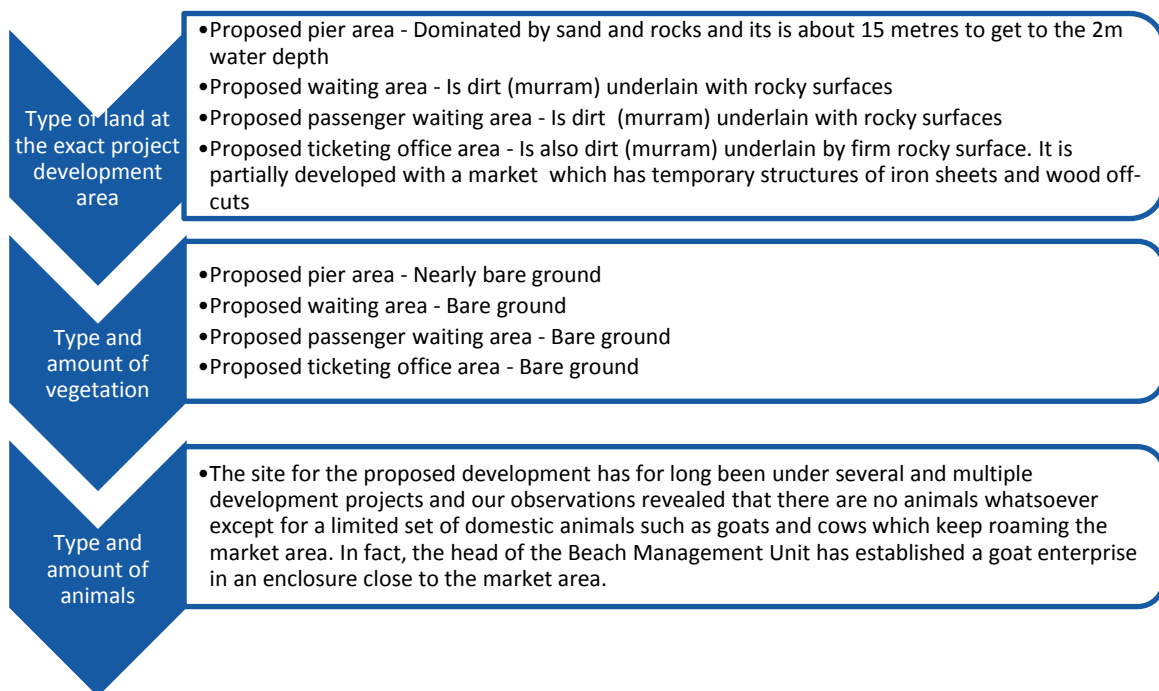 Type of land at
the exact project
development
area
•Proposed pier area - Dominated by sand and rocks and its is about 15 metres to get to the 2m
water depth
•Proposed waiting area - Is dirt (murram) underlain with rocky surfaces
•Proposed passenger waiting area - Is dirt (murram) underlain with rocky surfaces
•Proposed ticketing office area - Is also dirt (murram) underlain by firm rocky surface. It is
partially developed with a market which has temporary structures of iron sheets and wood off-
cuts
Type and
amount of
vegetation
•Proposed pier area - Nearly bare ground
•Proposed waiting area - Bare ground
•Proposed passenger waiting area - Bare ground
•Proposed ticketing office area - Bare ground
Type and
amount of
animals
•The site for the proposed development has for long been under several and multiple
development projects and our observations revealed that there are no animals whatsoever
except for a limited set of domestic animals such as goats and cows which keep roaming the
market area. In fact, the head of the Beach Management Unit has established a goat enterprise
in an enclosure close to the market area.